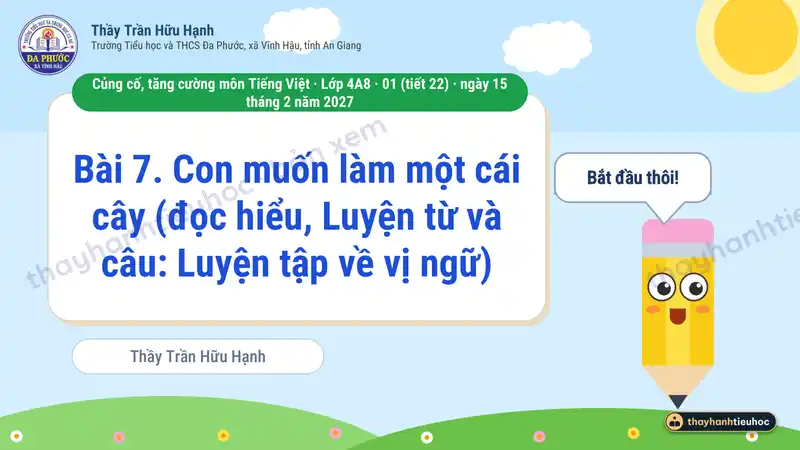 Thầy Trần Hữu Hạnh
Trường Tiểu học và THCS Đa Phước, xã Vĩnh Hậu, tỉnh An Giang
ĐA PHƯỚC
XÃ VĨNH HẬU
Củng cố, tăng cường môn Tiếng Việt · Lớp 4A8 · 01 (tiết 22) · ngày 15
tháng 2 năm 2027
Bài 7. Con muốn làm một cái
cây (đọc hiểu, Luyện từ và
câu: Luyện tập về vị ngữ)
Bắt đầu thôi!
Thầy Trần Hữu Hạnh
thayhanhtieuhoc